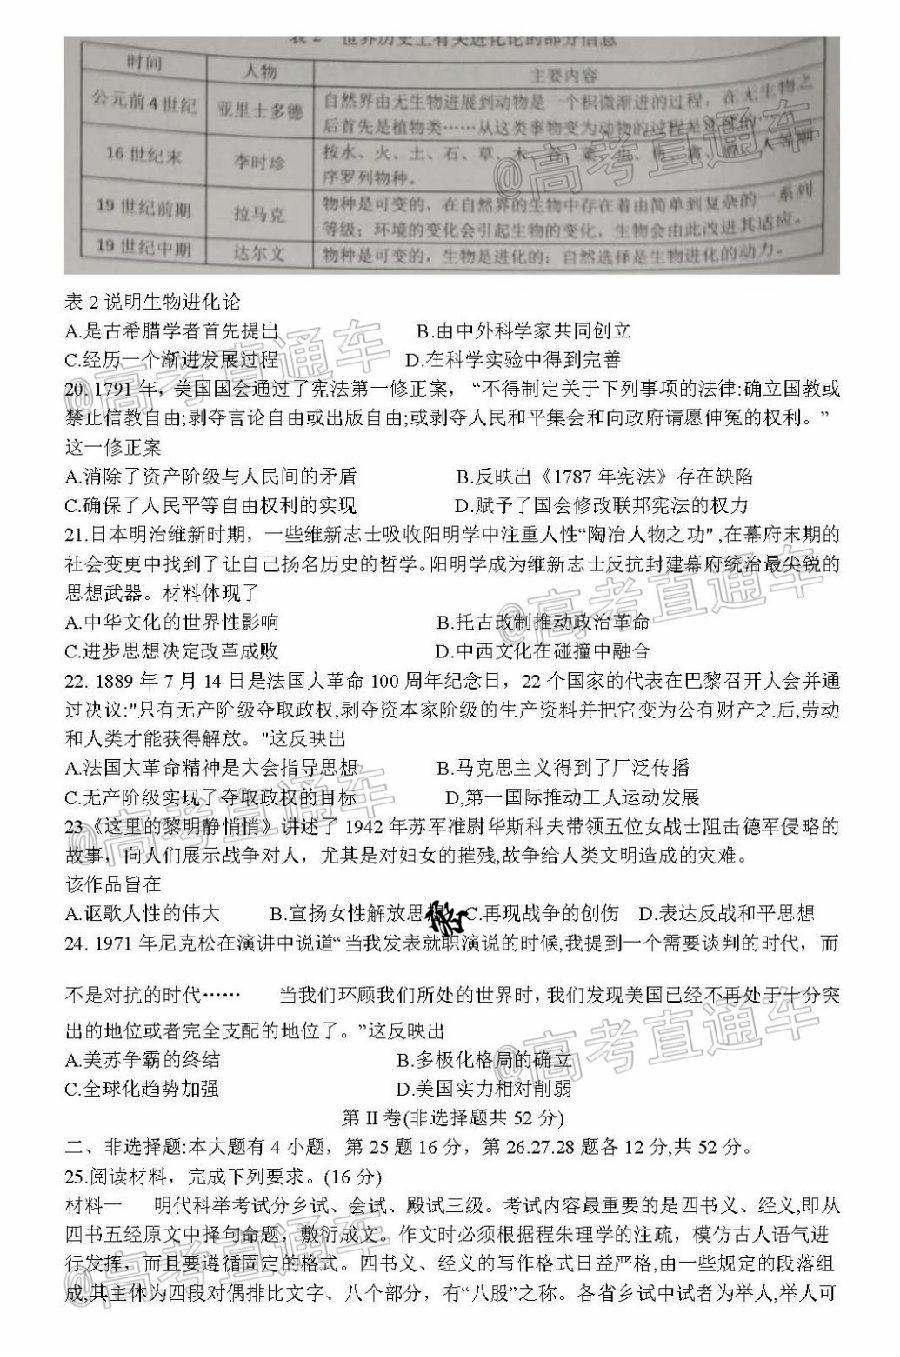 表 2 世界历史上有关进化论的部分信息
时间 人物 主要内容
公元前4世纪 亚里士多德 自然界由无生物进展到动物是一个积微渐进的过程，在无生物之
后首先是植物类……从这类事物变为动物的过程是
16世纪末 李时珍 按水、火、土、石、草、木、
序罗列物种。
19世纪前期 拉马克 物种是可变的，在自然界的生物中存在着由简单到复杂的一系列
等级；环境的变化会引起生物的变化，生物会由此改进其适应。
19世纪中期 达尔文 物种是可变的，生物是进化的；自然选择是生物进化的动力。
表 2 说明生物进化论
A.是古希腊学者首先提出 B.由中外科学家共同创立
C.经历一个渐进发展过程 D.在科学实验中得到完善
20. 1791 年，美国国会通过了宪法第一修正案， “不得制定关于下列事项的法律:确立国教或
禁止信教自由;剥夺言论自由或出版自由;或剥夺人民和平集会和向政府请愿伸冤的权利。”
这一修正案
A.消除了资产阶级与人民间的矛盾 B.反映出《1787 年宪法》存在缺陷
C.确保了人民平等自由权利的实现 D.赋予了国会修改联邦宪法的权力
21.日本明治维新时期，一些维新志士吸收阳明学中注重人性“陶冶人物之功" ,在幕府末期的
社会变更中找到了让自己扬名历史的哲学。阳明学成为维新志士反抗封建幕府统治最尖锐的
思想武器。材料体现了
A.中华文化的世界性影响 B.托古改制推动政治革命
C.进步思想决定改革成败 D.中西文化在碰撞中融合
22. 1889 年 7 月 14 日是法国大革命 100 周年纪念日，22 个国家的代表在巴黎召开大会并通
过决议:"只有无产阶级夺取政权,剥夺资本家阶级的生产资料并把它变为公有财产之后,劳动
和人类才能获得解放。"这反映出
A.法国大革命精神是大会指导思想 B.马克思主义得到了广泛传播
C.无产阶级实现了夺取政权的目标 D.第一国际推动工人运动发展
23.《这里的黎明静悄悄》讲述了 1942 年苏军准尉华斯科夫带领五位女战士阻击德军侵略的
故事，向人们展示战争对人，尤其是对妇女的摧残,故争给人类文明造成的灾难。
该作品旨在
A.讴歌人性的伟大 B.宣扬女性解放思 C.再现战争的创伤 D.表达反战和平思想
24. 1971 年尼克松在演讲中说道“当我发表就职演说的时候,我提到一个需要谈判的时代，而
不是对抗的时代…… 当我们环顾我们所处的世界时,我们发现美国已经不再处于十分突
出的地位或者完全支配的地位了。”这反映出
A.美苏争霸的终结 B.多极化格局的确立
C.全球化趋势加强 D.美国实力相对削弱
第 II 卷(非选择题共 52 分)
二、非选择题:本大题有 4 小题，第 25 题 16 分，第 26.27.28 题各 12 分,共 52 分。
25.阅读材料，完成下列要求。(16 分)
材料一 明代科举考试分乡试、会试、殿试三级。考试内容最重要的是四书义、经义,即从
四书五经原文中择句命题，敷衍成文。作文时必须根据程朱理学的注疏，模仿古人语气进
行发挥，而且要遵循固定的格式。四书义、经义的写作格式日益严格,由一些规定的段落组
成,其主体为四段对偶排比文字、八个部分，有“八股”之称。各省乡试中试者为举人,举人可
@高考直通车
@高考直通车
@高考直通车
@高考直通车
@高考直通车
@高考直通车